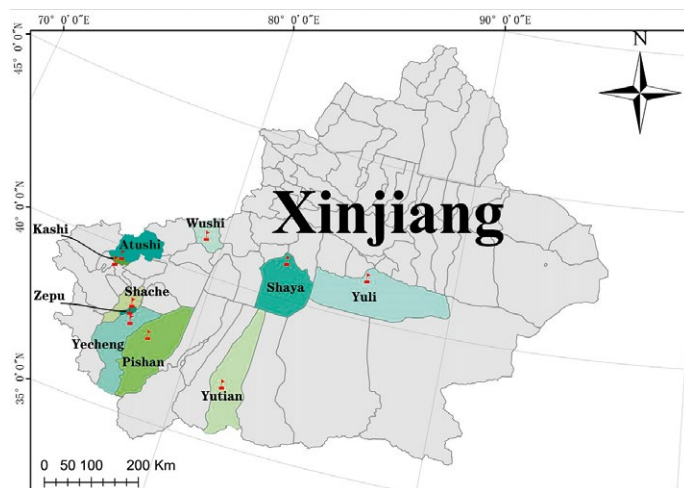 70° 0′0″E
80° 0′0″E
90° 0′0″E
45° 0′0″N
N
Xinjiang
40° 0′0″N
Kashi
Atushi
Wushi
Zepu
Shache
Shaya
Yuli
Yecheng
Pishan
Yutian
35° 0′0″N
0 50 100 200 Km